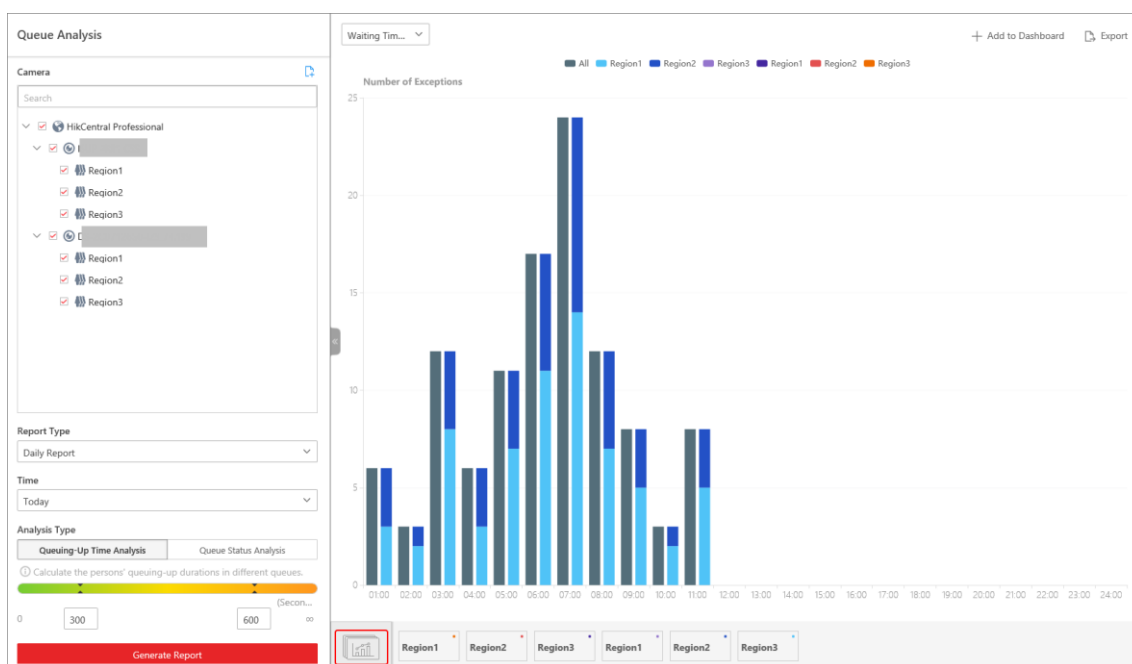 Queue Analysis
Camera
Search
HikCentral Professional
Region1
Region2
Region3
Region1
Region2
Region3
Report Type
Daily Report
Time
Today
Analysis Type
Queuing-Up Time Analysis Queue Status Analysis
Calculate the persons' queuing-up durations in different queues.
(Secon...
0 300 600 ∞
Generate Report
Waiting Tim...
Add to Dashboard Export
All Region1 Region2 Region3 Region1 Region2 Region3
Number of Exceptions
25
20
15
10
5
0
01:00 02:00 03:00 04:00 05:00 06:00 07:00 08:00 09:00 10:00 11:00 12:00 13:00 14:00 15:00 16:00 17:00 18:00 19:00 20:00 21:00 22:00 23:00 24:00
Region1 Region2 Region3 Region1 Region2 Region3